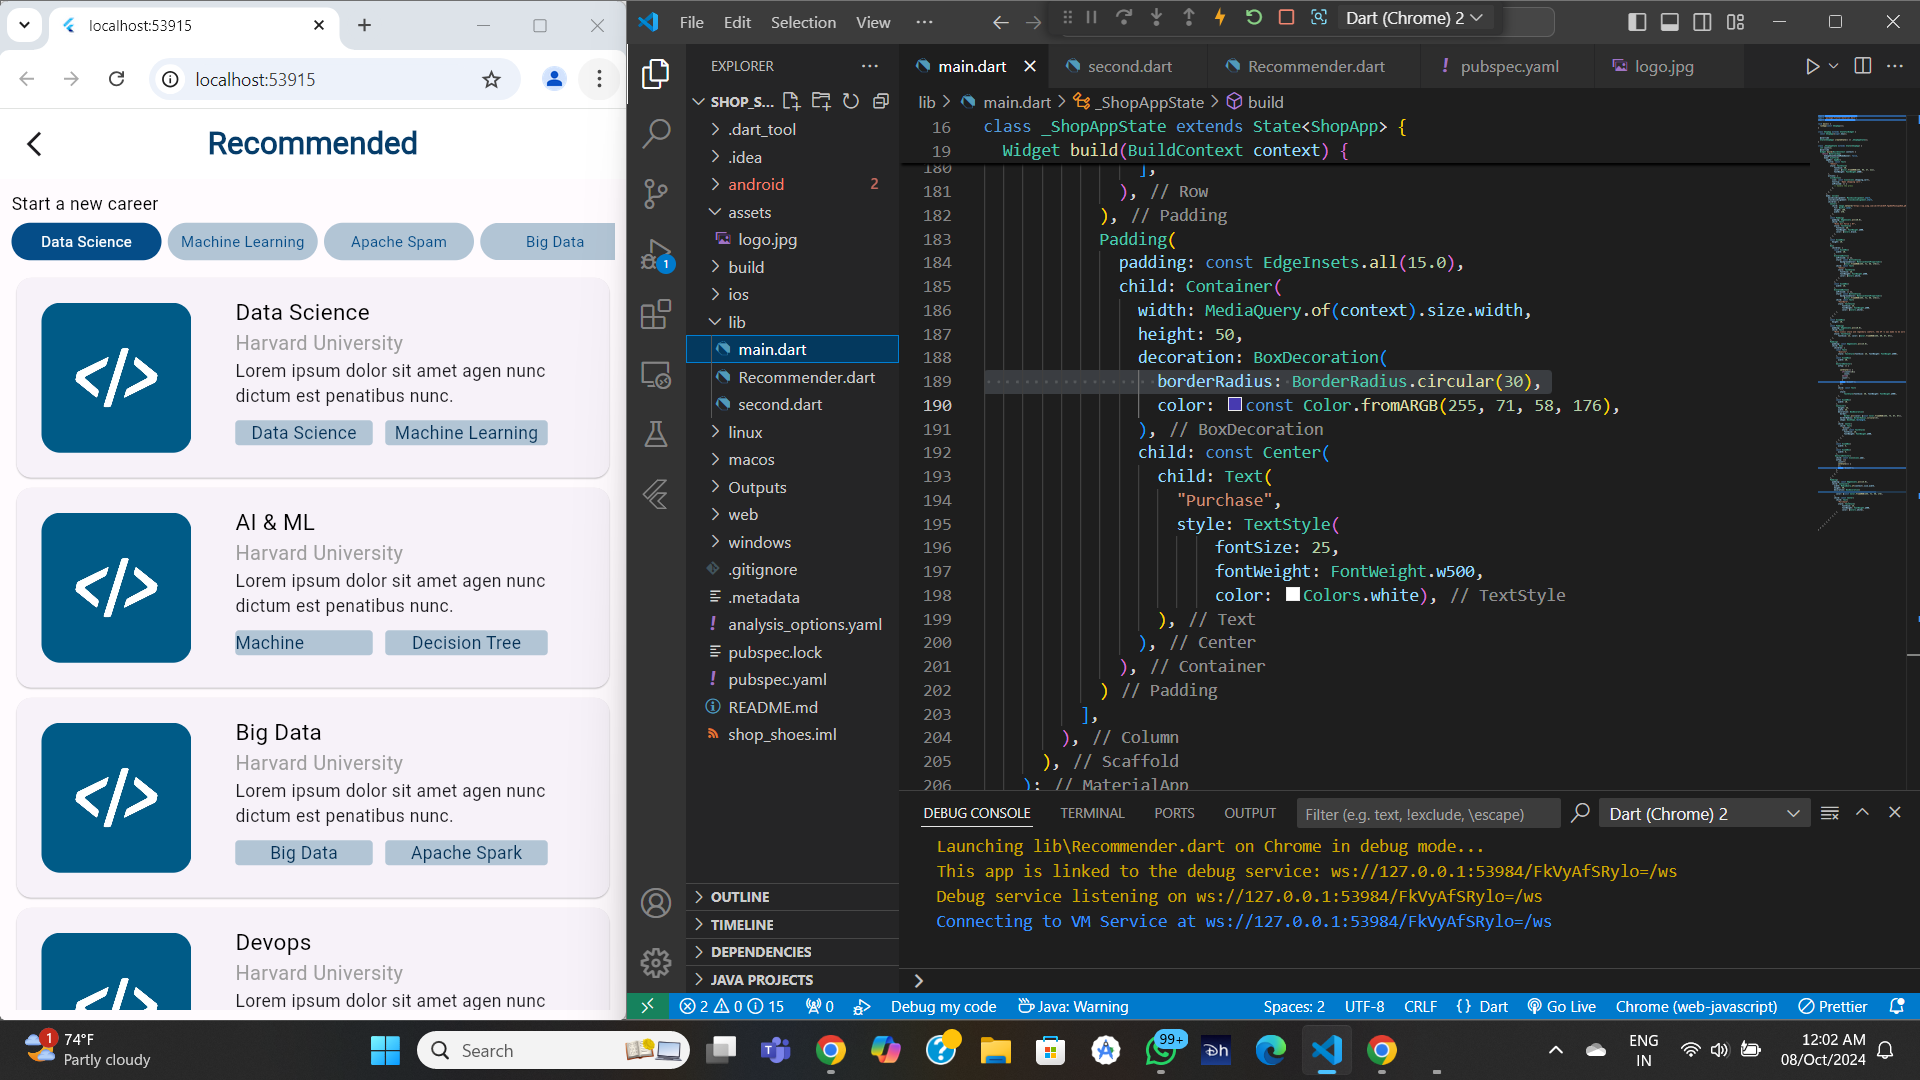 localhost:53915
localhost:53915
Recommended
Start a new career
Data Science
Machine Learning
Apache Spam
Big Data
Data Science
Harvard University
Lorem ipsum dolor sit amet agen nunc
dictum est penatibus nunc.
Data Science
Machine Learning
AI & ML
Harvard University
Lorem ipsum dolor sit amet agen nunc
dictum est penatibus nunc.
Machine
Decision Tree
Big Data
Harvard University
Lorem ipsum dolor sit amet agen nunc
dictum est penatibus nunc.
Big Data
Apache Spark
Devops
Harvard University
Lorem ipsum dolor sit amet agen nunc
File Edit Selection View ···
Dart (Chrome) 2
1
EXPLORER
SHOP_S...
.dart_tool
.idea
android 2
assets
logo.jpg
build
ios
lib
main.dart
Recommender.dart
second.dart
linux
macos
Outputs
web
windows
.gitignore
.metadata
analysis_options.yaml
pubspec.lock
pubspec.yaml
README.md
shop_shoes.iml
OUTLINE
TIMELINE
DEPENDENCIES
JAVA PROJECTS
main.dart
second.dart
Recommender.dart
pubspec.yaml
logo.jpg
lib > main.dart > _ShopAppState > build
16 class _ShopAppState extends State<ShopApp> {
19 Widget build(BuildContext context) {
180 ],
181 ), // Row
182 ), // Padding
183 Padding(
184 padding: const EdgeInsets.all(15.0),
185 child: Container(
186 width: MediaQuery.of(context).size.width,
187 height: 50,
188 decoration: BoxDecoration(
189 borderRadius: BorderRadius.circular(30),
190 color: const Color.fromARGB(255, 71, 58, 176),
191 ), // BoxDecoration
192 child: const Center(
193 child: Text(
194 "Purchase",
195 style: TextStyle(
196 fontSize: 25,
197 fontWeight: FontWeight.w500,
198 color: Colors.white), // TextStyle
199 ), // Text
200 ), // Center
201 ), // Container
202 ) // Padding
203 ],
204 ), // Column
205 ), // Scaffold
206 ); // MaterialApp
DEBUG CONSOLE TERMINAL PORTS OUTPUT
Filter (e.g. text, !exclude, \escape)
Dart (Chrome) 2
Launching lib\Recommender.dart on Chrome in debug mode...
This app is linked to the debug service: ws://127.0.0.1:53984/FkVyAfSRylo=/ws
Debug service listening on ws://127.0.0.1:53984/FkVyAfSRylo=/ws
Connecting to VM Service at ws://127.0.0.1:53984/FkVyAfSRylo=/ws
2 0 15 0 Debug my code Java: Warning Spaces: 2 UTF-8 CRLF {} Dart Go Live Chrome (web-javascript) Prettier
1
74°F
Partly cloudy
Search
99+
ENG
IN
12:02 AM
08/Oct/2024